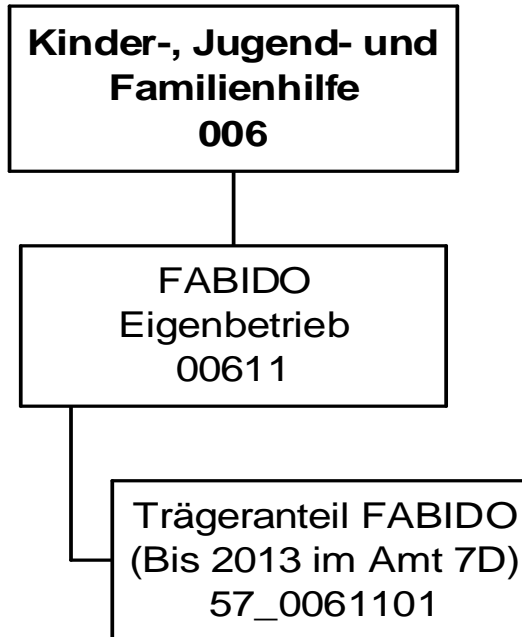 Kinder-, Jugend- und
Familienhilfe
006
FABIDO
Eigenbetrieb
00611
Trägeranteil FABIDO
(Bis 2013 im Amt 7D)
57_0061101